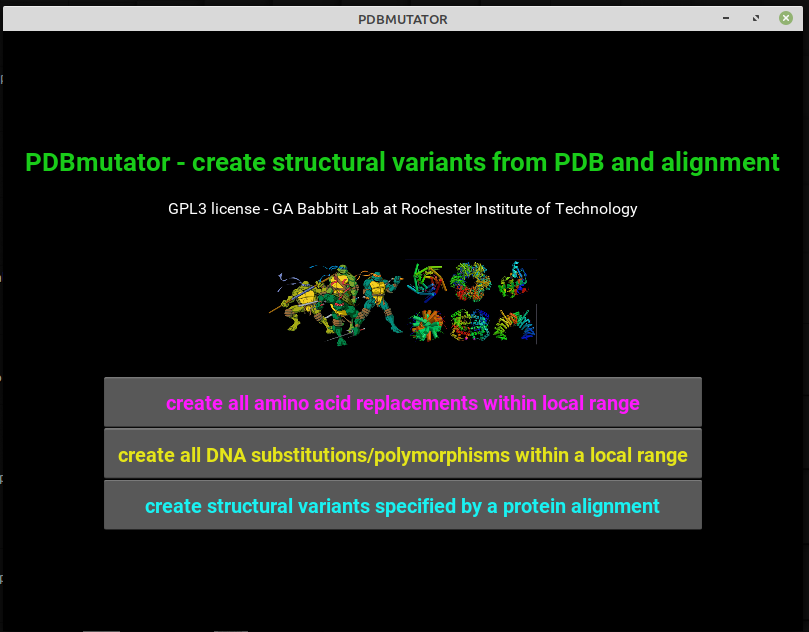 PDBMUTATOR
PDBmutator - create structural variants from PDB and alignment
GPL3 license - GA Babbitt Lab at Rochester Institute of Technology
create all amino acid replacements within local range
create all DNA substitutions/polymorphisms within a local range
create structural variants specified by a protein alignment